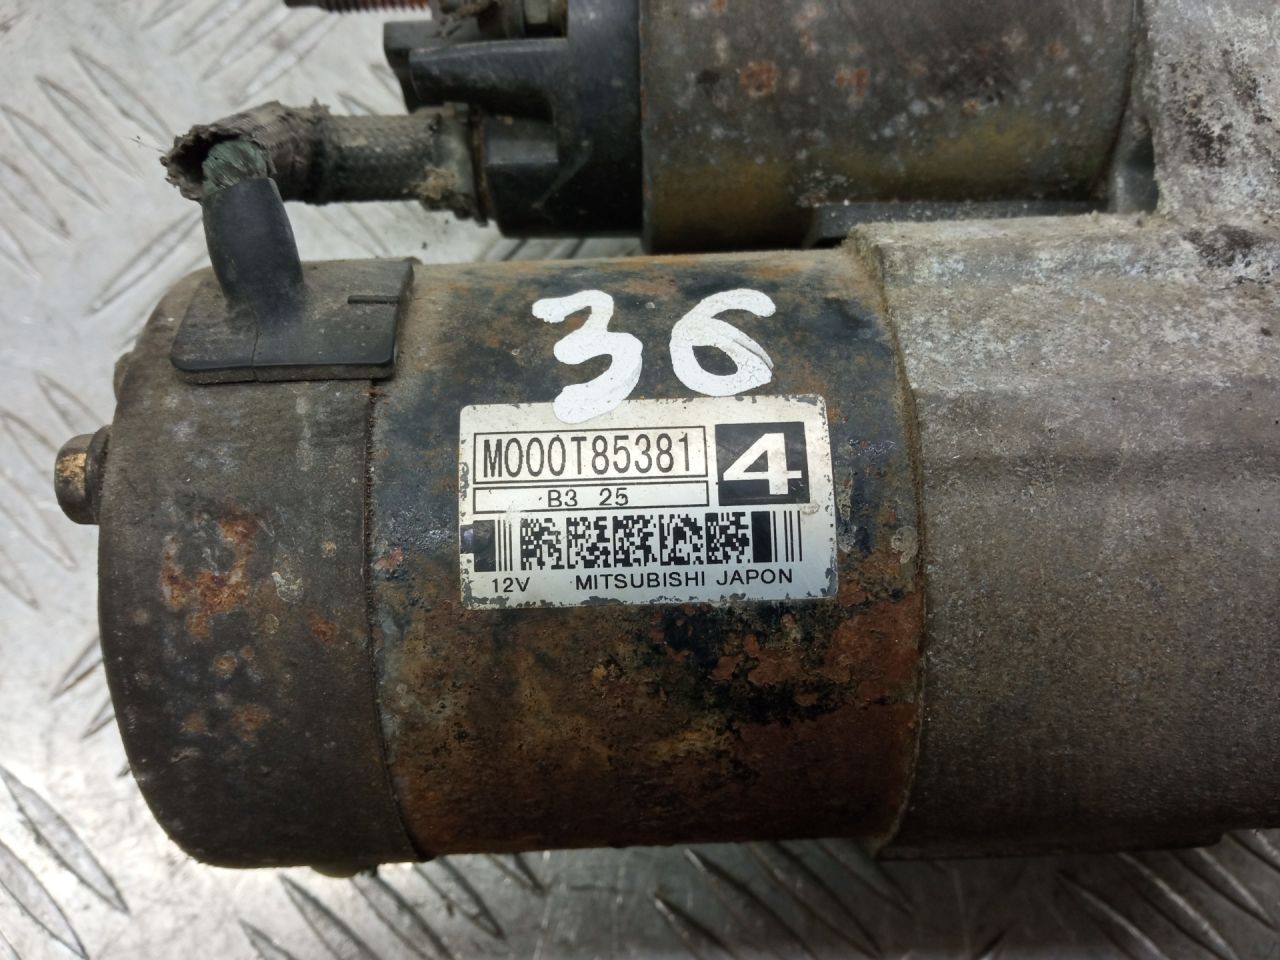 36
M000T85381 4
B3 25
12V MITSUBISHI JAPON